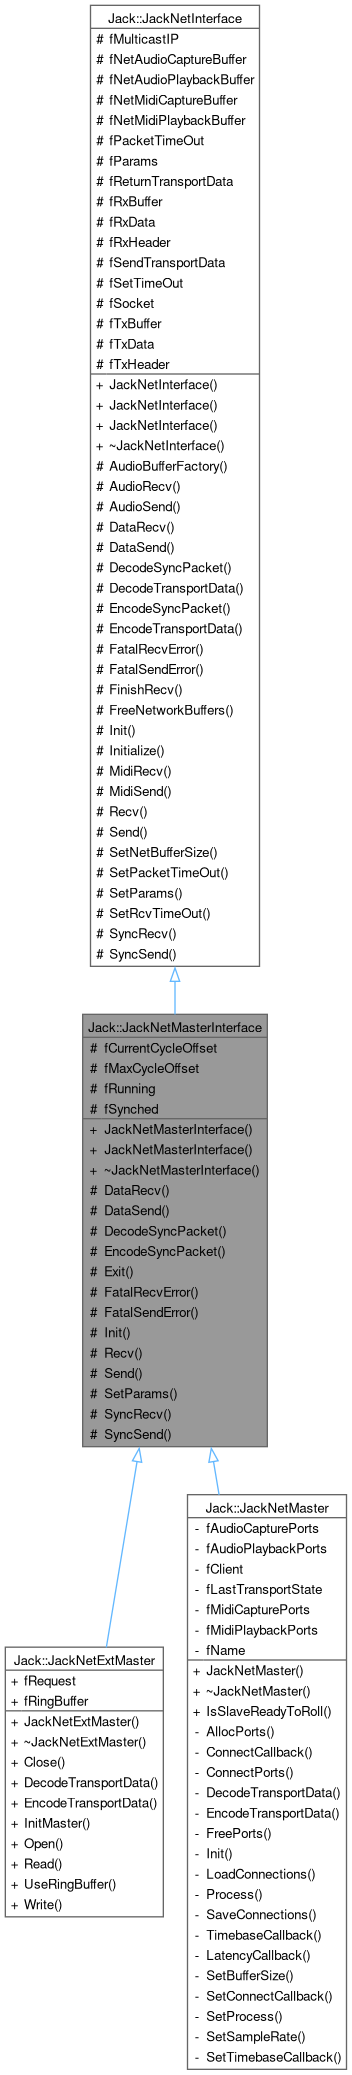 Jack::JackNetInterface
# fMulticastIP
# fNetAudioCaptureBuffer
# fNetAudioPlaybackBuffer
# fNetMidiCaptureBuffer
# fNetMidiPlaybackBuffer
# fPacketTimeOut
# fParams
# fReturnTransportData
# fRxBuffer
# fRxData
# fRxHeader
# fSendTransportData
# fSetTimeOut
# fSocket
# fTxBuffer
# fTxData
# fTxHeader
+ JackNetInterface()
+ JackNetInterface()
+ JackNetInterface()
+ ~JackNetInterface()
# AudioBufferFactory()
# AudioRecv()
# AudioSend()
# DataRecv()
# DataSend()
# DecodeSyncPacket()
# DecodeTransportData()
# EncodeSyncPacket()
# EncodeTransportData()
# FatalRecvError()
# FatalSendError()
# FinishRecv()
# FreeNetworkBuffers()
# Init()
# Initialize()
# MidiRecv()
# MidiSend()
# Recv()
# Send()
# SetNetBufferSize()
# SetPacketTimeOut()
# SetParams()
# SetRcvTimeOut()
# SyncRecv()
# SyncSend()
Jack::JackNetMasterInterface
# fCurrentCycleOffset
# fMaxCycleOffset
# fRunning
# fSynched
+ JackNetMasterInterface()
+ JackNetMasterInterface()
+ ~JackNetMasterInterface()
# DataRecv()
# DataSend()
# DecodeSyncPacket()
# EncodeSyncPacket()
# Exit()
# FatalRecvError()
# FatalSendError()
# Init()
# Recv()
# Send()
# SetParams()
# SyncRecv()
# SyncSend()
Jack::JackNetExtMaster
+ fRequest
+ fRingBuffer
+ JackNetExtMaster()
+ ~JackNetExtMaster()
+ Close()
+ DecodeTransportData()
+ EncodeTransportData()
+ InitMaster()
+ Open()
+ Read()
+ UseRingBuffer()
+ Write()
Jack::JackNetMaster
- fAudioCapturePorts
- fAudioPlaybackPorts
- fClient
- fLastTransportState
- fMidiCapturePorts
- fMidiPlaybackPorts
- fName
+ JackNetMaster()
+ ~JackNetMaster()
+ IsSlaveReadyToRoll()
- AllocPorts()
- ConnectCallback()
- ConnectPorts()
- DecodeTransportData()
- EncodeTransportData()
- FreePorts()
- Init()
- LoadConnections()
- Process()
- SaveConnections()
- TimebaseCallback()
- LatencyCallback()
- SetBufferSize()
- SetConnectCallback()
- SetProcess()
- SetSampleRate()
- SetTimebaseCallback()